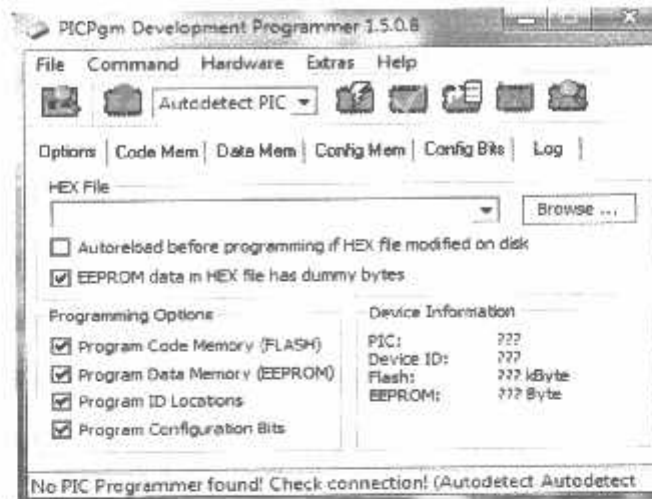 PICPgm Development Programmer 1.5.0.8
File Command Hardware Extras Help
Autodetect PIC
Options Code Mem Data Mem Config Mem Config Bits Log
HEX File
Browse ...
Autoreload before programming if HEX file modified on disk
EEPROM data in HEX file has dummy bytes
Programming Options
Program Code Memory (FLASH)
Program Data Memory (EEPROM)
Program ID Locations
Program Configuration Bits
Device Information
PIC: ???
Device ID: ???
Flash: ??? kByte
EEPROM: ??? Byte
No PIC Programmer found! Check connection! (Autodetect Autodetect